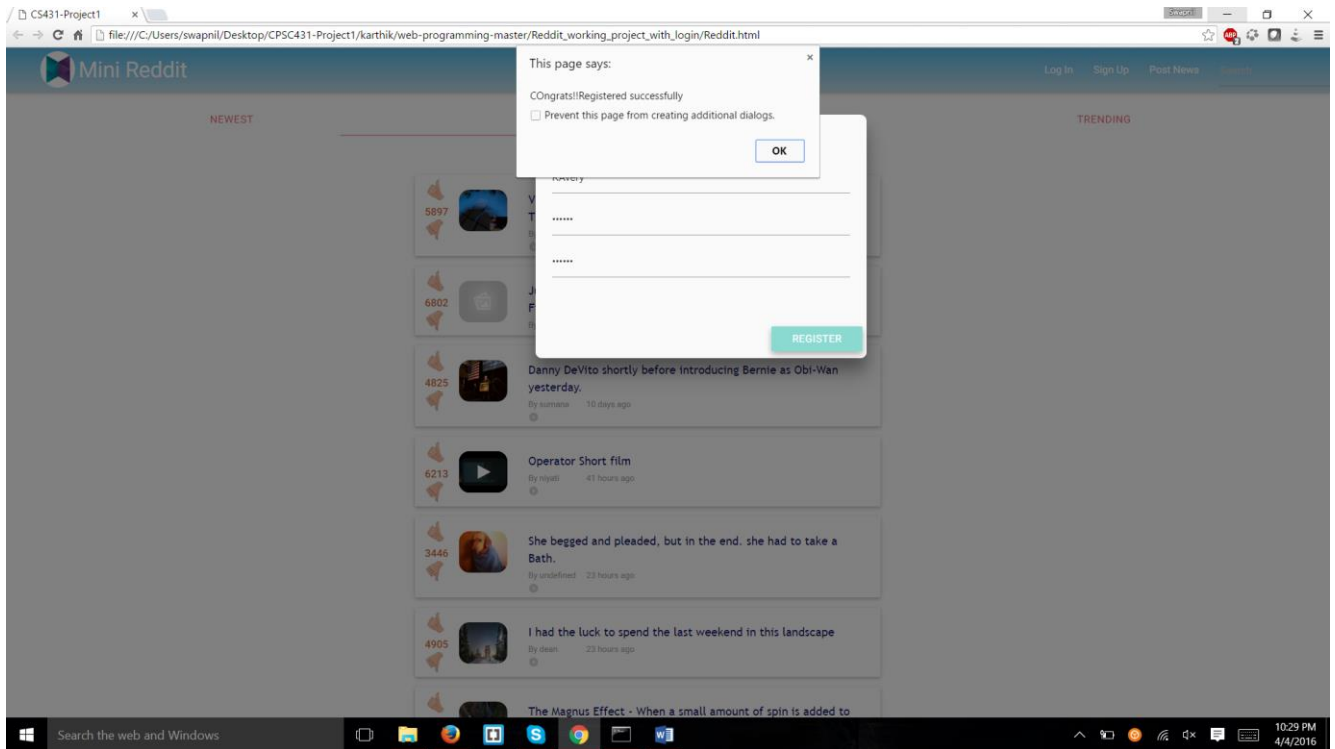 CS431-Project1
Swapnil
file:///C:/Users/swapnil/Desktop/CPSC431-Project1/karthik/web-programming-master/Reddit_working_project_with_login/Reddit.html
ABP
Mini Reddit
Log In Sign Up Post News Search
This page says:
COngrats!!Registered successfully
Prevent this page from creating additional dialogs.
OK
NEWEST
TRENDING
••••••
••••••
REGISTER
5897
6802
4825
Danny DeVito shortly before introducing Bernie as Obi-Wan
yesterday.
By sumana 10 days ago
6213
Operator Short film
By niyati 41 hours ago
3446
She begged and pleaded, but in the end. she had to take a
Bath.
By undefined 23 hours ago
4905
I had the luck to spend the last weekend in this landscape
By dean 23 hours ago
The Magnus Effect - When a small amount of spin is added to
Search the web and Windows
10:29 PM
4/4/2016